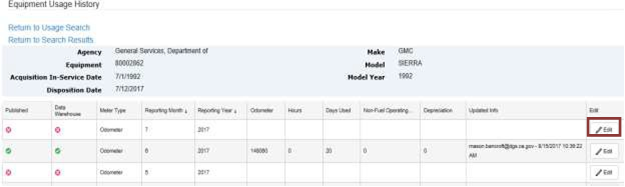 Equipment Usage History
Return to Usage Search
Return to Search Results
Agency General Services, Department of Make GMC
Equipment 80002862 Model SIERRA
Acquisition In-Service Date 7/1/1992 Model Year 1992
Disposition Date 7/12/2017
Published Data Warehouse Meter Type Reporting Month ↓ Reporting Year ↓ Odometer Hours Days Used Non-Fuel Operating... Depreciation Updated Info Edit
Odometer 7 2017 Edit
Odometer 6 2017 146080 0 20 0 0 @dgs.ca.gov - 9/15/2017 10:36:22 AM Edit
Odometer 5 2017 Edit